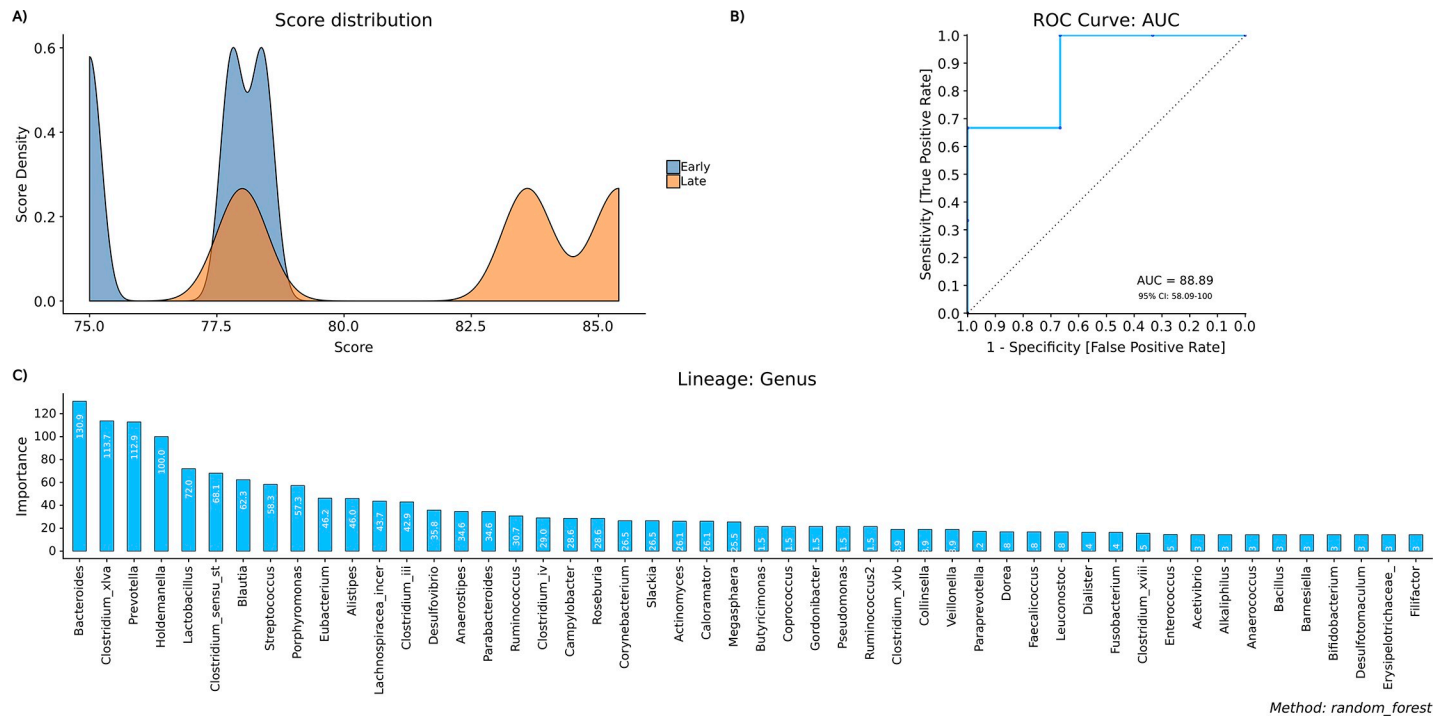 A)
Score distribution
Score Density
0.6
0.4
0.2
0.0
75.0 77.5 80.0 82.5 85.0
Score
Early
Late
B)
ROC Curve: AUC
Sensitivity [True Positive Rate]
1.0
0.9
0.8
0.7
0.6
0.5
0.4
0.3
0.2
0.1
0.0
AUC = 88.89
95% CI: 58.09-100
1.0 0.9 0.8 0.7 0.6 0.5 0.4 0.3 0.2 0.1 0.0
1 - Specificity [False Positive Rate]
C)
Lineage: Genus
Importance
120
100
80
60
40
20
0
130.9 113.7 112.9 100.0 72.0 68.1 62.3 58.3 57.3 46.2 46.0 43.7 42.9 35.8 34.6 34.6 30.7 29.0 28.6 28.6 26.5 26.5 26.1 26.1 25.5
Bacteroides
Clostridium_xlva
Prevotella
Holdemanella
Lactobacillus
Clostridium_sensu_st
Blautia
Streptococcus
Porphyromonas
Eubacterium
Alistipes
Lachnospiracea_incer
Clostridium_iii
Desulfovibrio
Anaerostipes
Parabacteroides
Ruminococcus
Clostridium_iv
Campylobacter
Roseburia
Corynebacterium
Slackia
Actinomyces
Caloramator
Megasphaera
Butyricimonas
Coprococcus
Gordonibacter
Pseudomonas
Ruminococcus2
Clostridium_xlvb
Collinsella
Veillonella
Paraprevotella
Dorea
Faecalicoccus
Leuconostoc
Dialister
Fusobacterium
Clostridium_xviii
Enterococcus
Acetivibrio
Alkaliphilus
Anaerococcus
Bacillus
Barnesiella
Bifidobacterium
Desulfotomaculum
Erysipelotrichaceae_
Filifactor
Method: random_forest